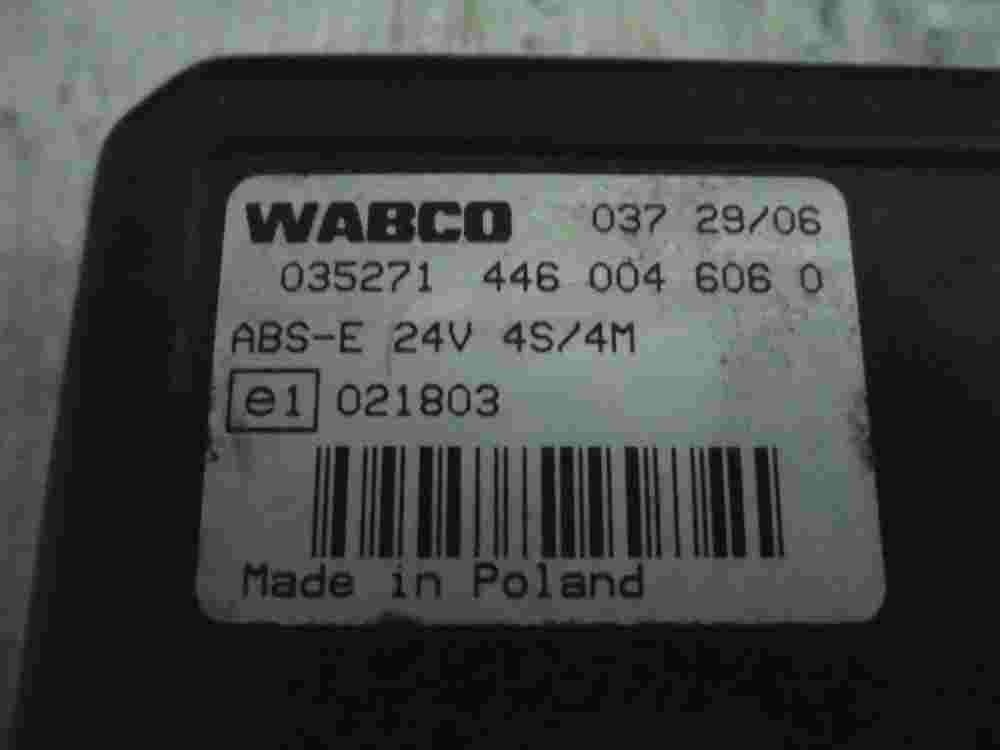 WABCO 037 29/06
035271 446 004 606 0
ABS-E 24V 4S/4M
e1 021803
Made in Poland